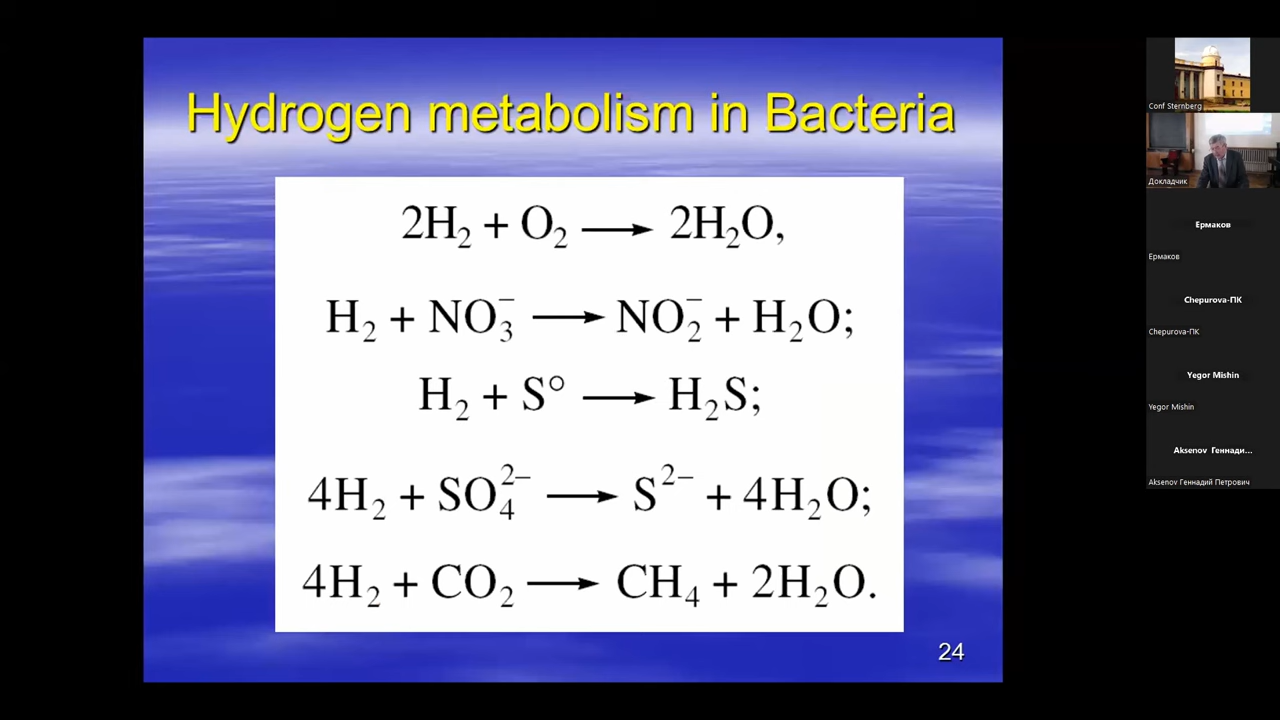 Hydrogen metabolism in Bacteria
2H₂ + O₂ ⟶ 2H₂O,
H₂ + NO₃⁻ ⟶ NO₂⁻ + H₂O;
H₂ + S° ⟶ H₂S;
4H₂ + SO₄²⁻ ⟶ S²⁻ + 4H₂O;
4H₂ + CO₂ ⟶ CH₄ + 2H₂O.
24
Conf Sternberg
Докладчик
Ермаков
Ермаков
Chepurova-ПК
Chepurova-ПК
Yegor Mishin
Yegor Mishin
Aksenov Геннади...
Aksenov Геннадий Петрович